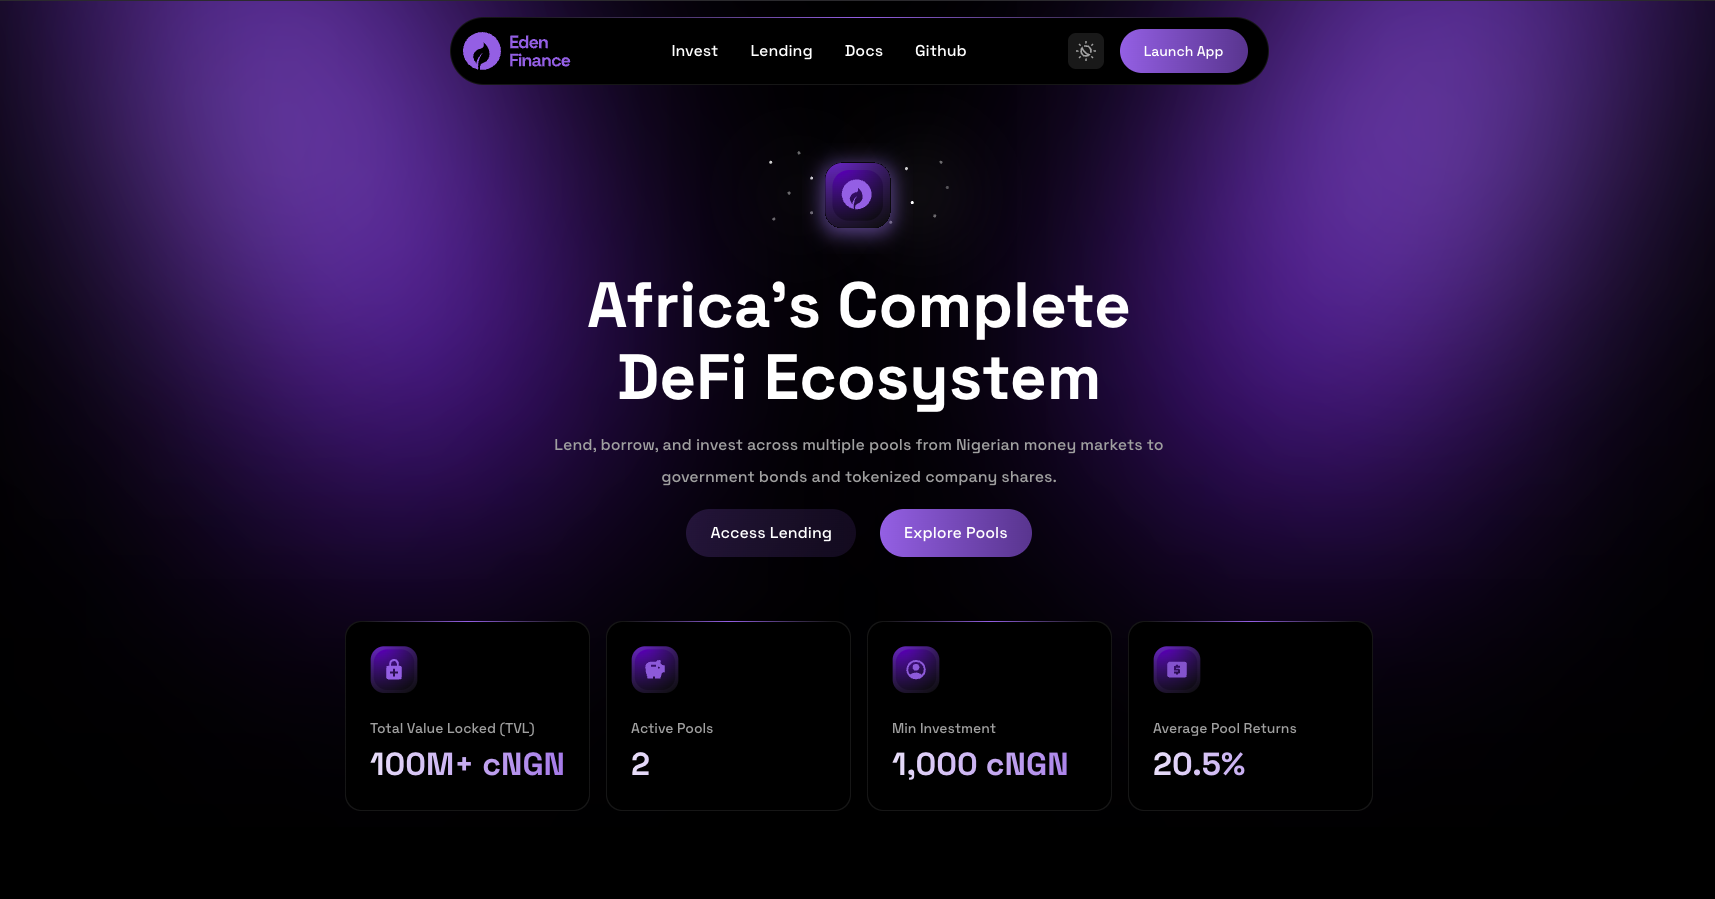 Eden
Finance
Invest
Lending
Docs
Github
Launch App
Africa’s Complete
DeFi Ecosystem
Lend, borrow, and invest across multiple pools from Nigerian money markets to
government bonds and tokenized company shares.
Access Lending
Explore Pools
Total Value Locked (TVL)
100M+ cNGN
Active Pools
2
Min Investment
1,000 cNGN
Average Pool Returns
20.5%